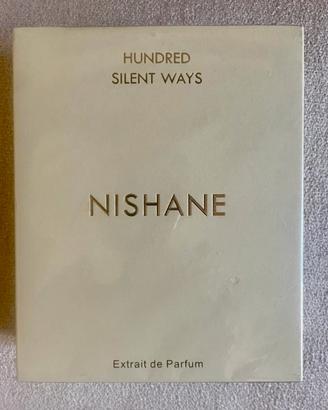 HUNDRED
SILENT WAYS
NISHANE
Extrait de Parfum